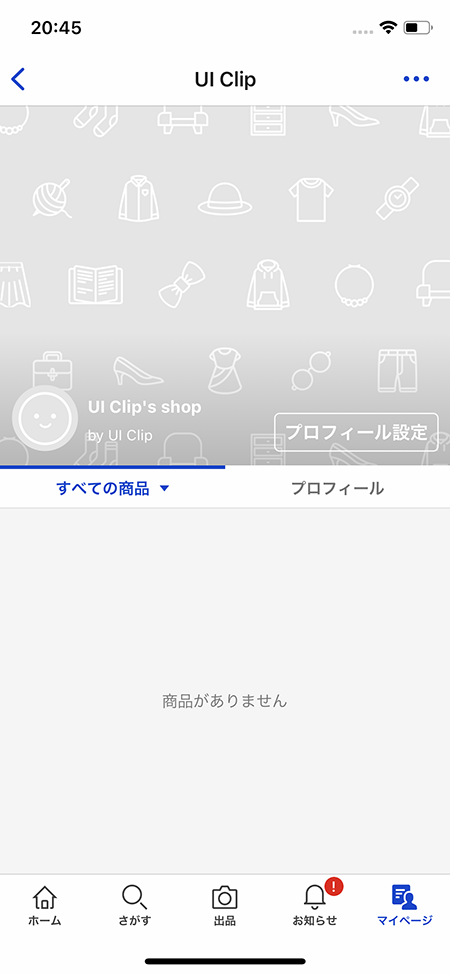 20:45
UI Clip
UI Clip's shop
by UI Clip
プロフィール設定
すべての商品
プロフィール
商品がありません
!
ホーム
さがす
出品
お知らせ
マイページ